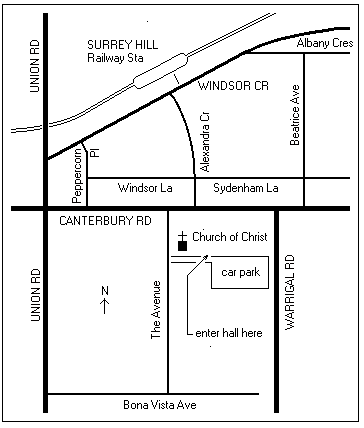 SURREY HILL
Railway Sta
Albany Cres
UNION RD
WINDSOR CR
Beatrice Ave
Alexandra Cr
Peppercorn
Pl
Windsor La
Sydenham La
CANTERBURY RD
Church of Christ
car park
WARRIGAL RD
UNION RD
N
The Avenue
enter hall here
Bona Vista Ave